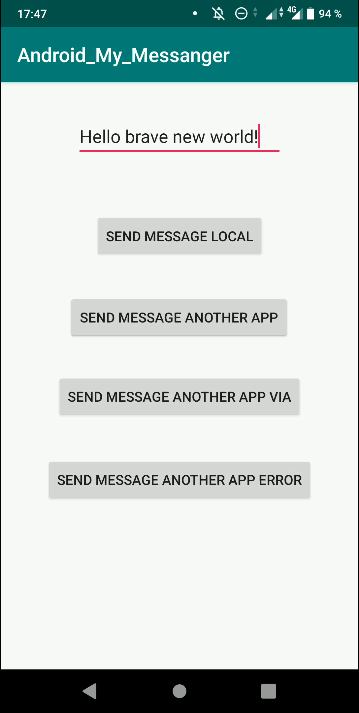 17:47 4G 94 %
Android_My_Messanger
Hello brave new world!
SEND MESSAGE LOCAL
SEND MESSAGE ANOTHER APP
SEND MESSAGE ANOTHER APP VIA
SEND MESSAGE ANOTHER APP ERROR